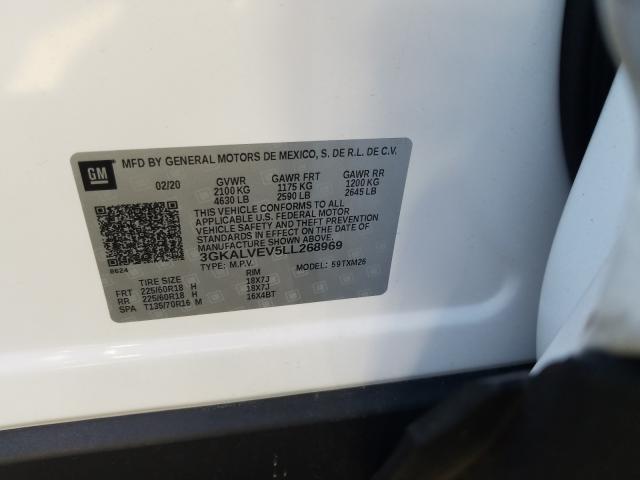 GM
MFD BY GENERAL MOTORS DE MEXICO, S. DE R.L. DE C.V.
02/20 GVWR GAWR FRT GAWR RR
2100 KG 1175 KG 1200 KG
4630 LB 2590 LB 2645 LB
THIS VEHICLE CONFORMS TO ALL
APPLICABLE U.S. FEDERAL MOTOR
VEHICLE SAFETY AND THEFT PREVENTION
STANDARDS IN EFFECT ON THE DATE OF
MANUFACTURE SHOWN ABOVE.
3GKALVEV5LL268969
8624 TYPE: M.P.V. MODEL: 59TXM26
TIRE SIZE RIM
FRT 225/60R18 H 18X7J
RR 225/60R18 H 18X7J
SPA T135/70R16 M 16X4BT